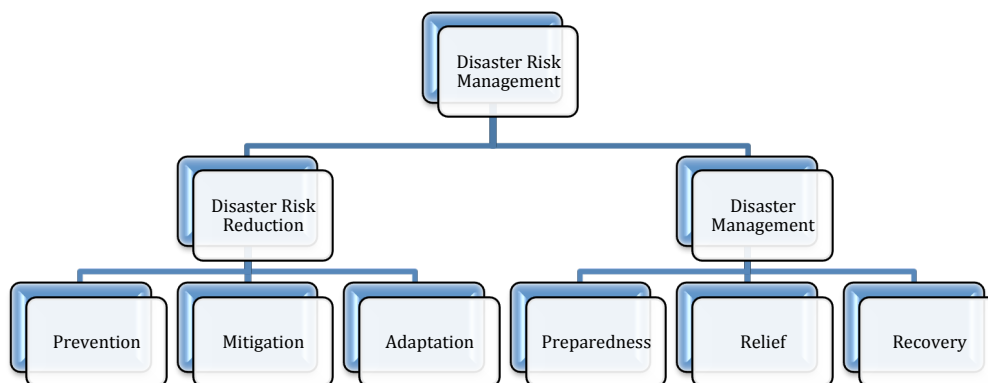 Disaster Risk
Management
Disaster Risk
Reduction
Disaster
Management
Prevention
Mitigation
Adaptation
Preparedness
Relief
Recovery